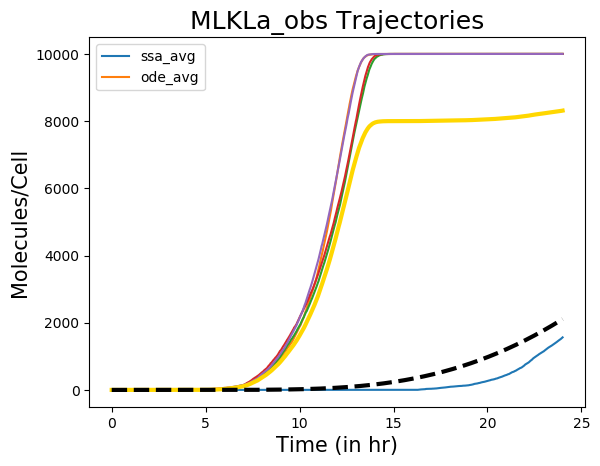 MLKLa_obs Trajectories
ssa_avg
ode_avg
Molecules/Cell
10000
8000
6000
4000
2000
0
0 5 10 15 20 25
Time (in hr)